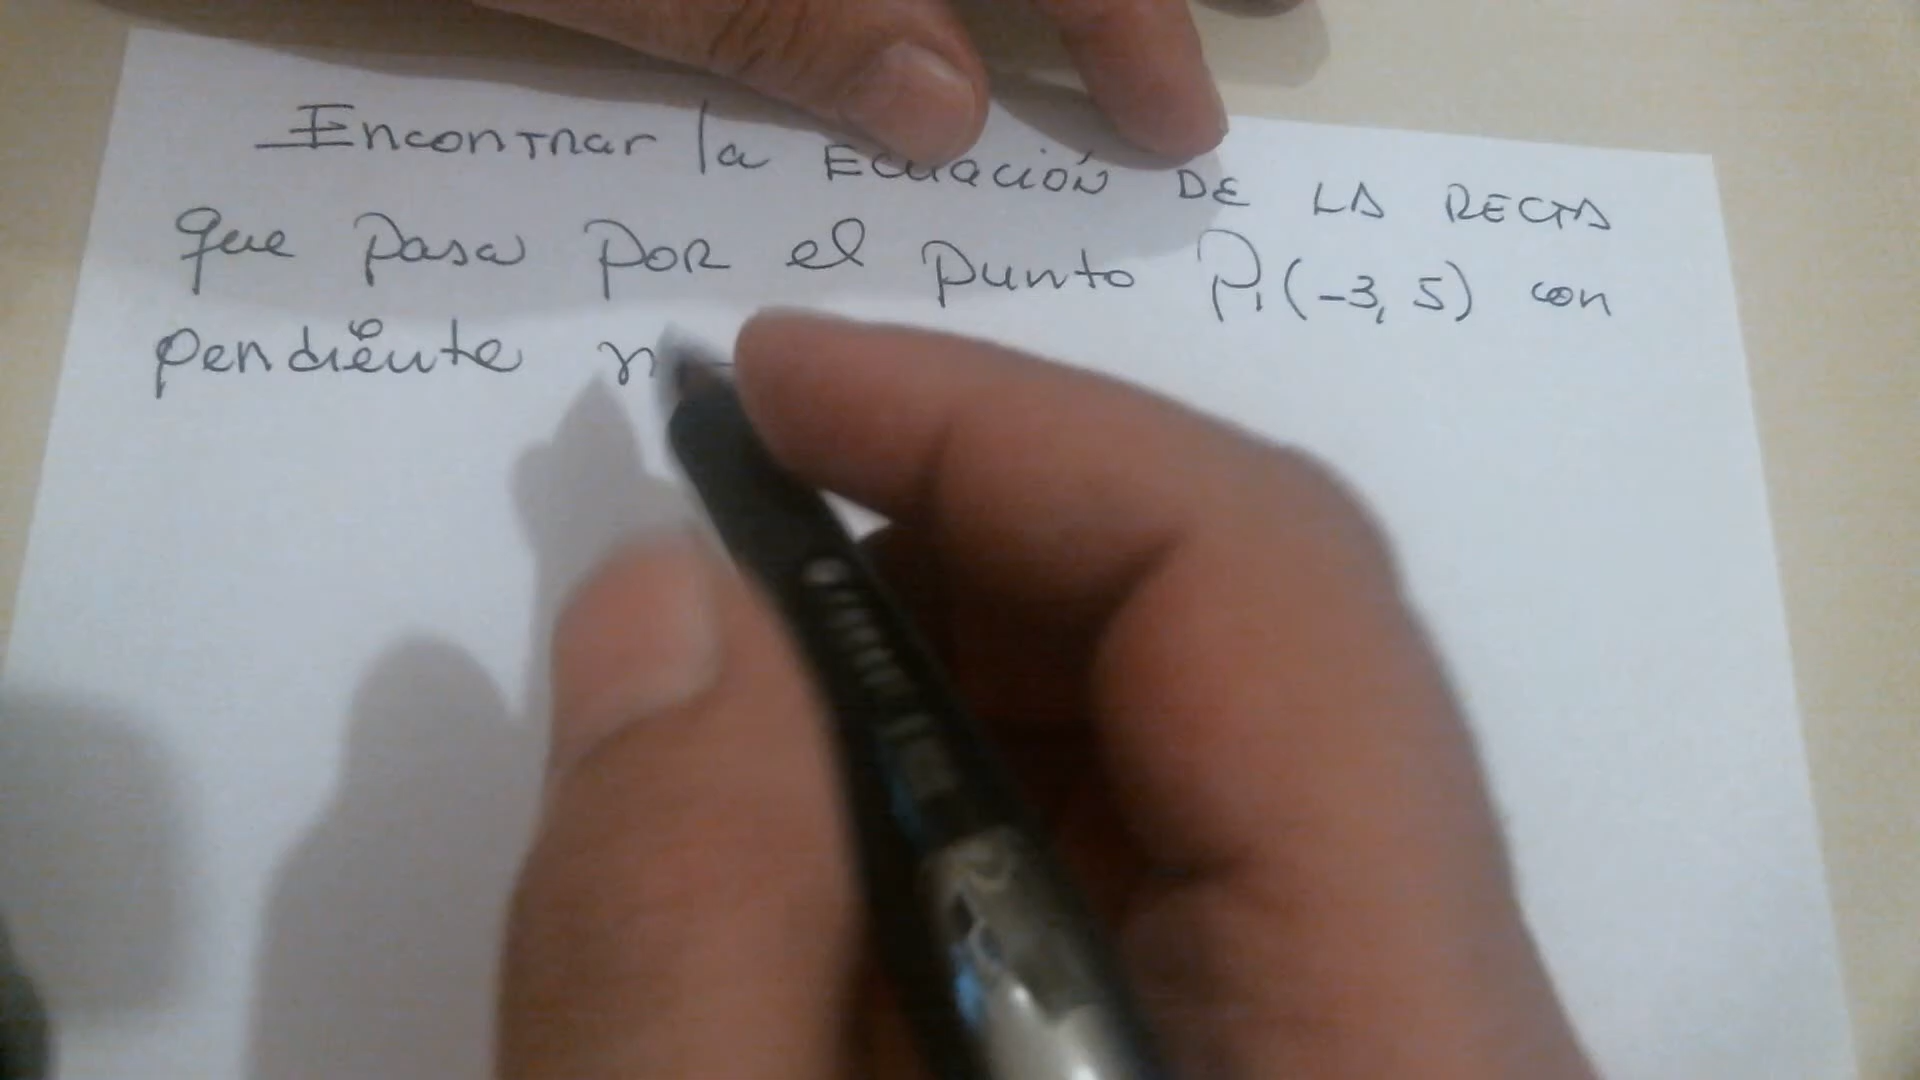 Encontrar la Ecuación DE LA RECTA
que pasa por el punto P₁(-3, 5) con
pendiente